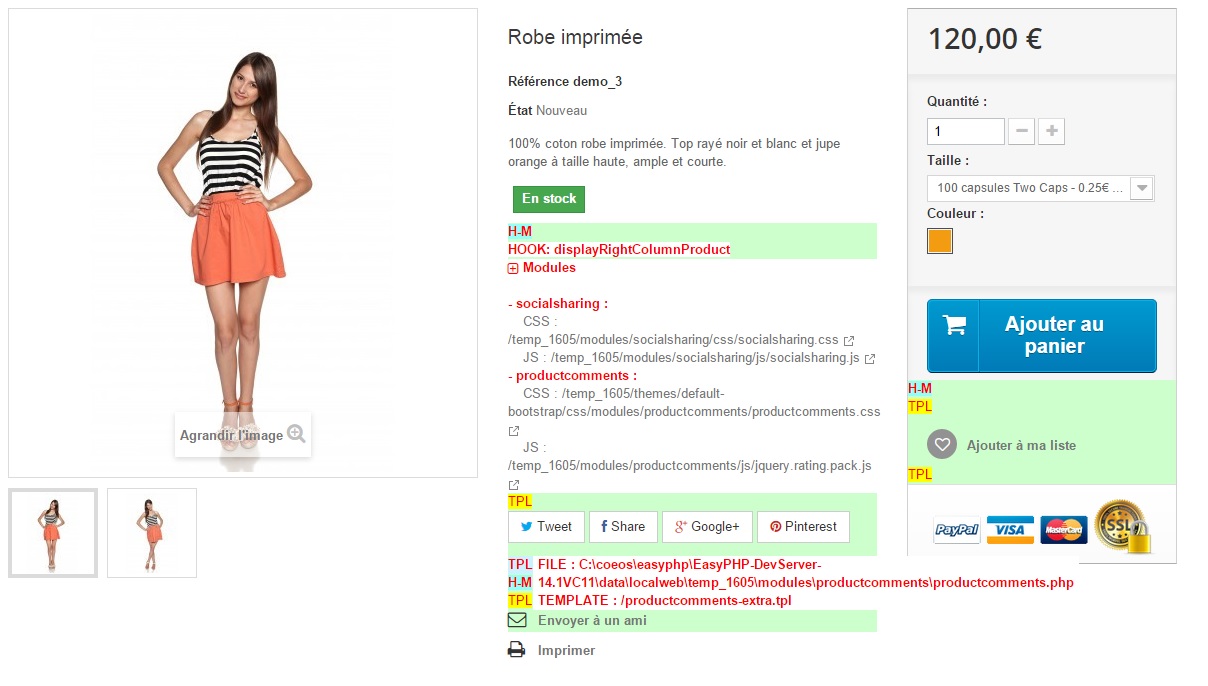 Agrandir l'image
Robe imprimée
Référence demo_3
État Nouveau
100% coton robe imprimée. Top rayé noir et blanc et jupe
orange à taille haute, ample et courte.
En stock
H-M
HOOK: displayRightColumnProduct
Modules
- socialsharing :
CSS :
/temp_1605/modules/socialsharing/css/socialsharing.css
JS : /temp_1605/modules/socialsharing/js/socialsharing.js
- productcomments :
CSS : /temp_1605/themes/default-
bootstrap/css/modules/productcomments/productcomments.css
JS :
/temp_1605/modules/productcomments/js/jquery.rating.pack.js
TPL
Tweet
Share
Google+
Pinterest
TPL FILE : C:\coeos\easyphp\EasyPHP-DevServer-
H-M 14.1VC11\data\localweb\temp_1605\modules\productcomments\productcomments.php
TPL TEMPLATE : /productcomments-extra.tpl
Envoyer à un ami
Imprimer
120,00 €
Quantité :
1
Taille :
100 capsules Two Caps - 0.25€ ...
Couleur :
Ajouter au
panier
H-M
TPL
Ajouter à ma liste
TPL
PayPal
VISA
MasterCard
SSL